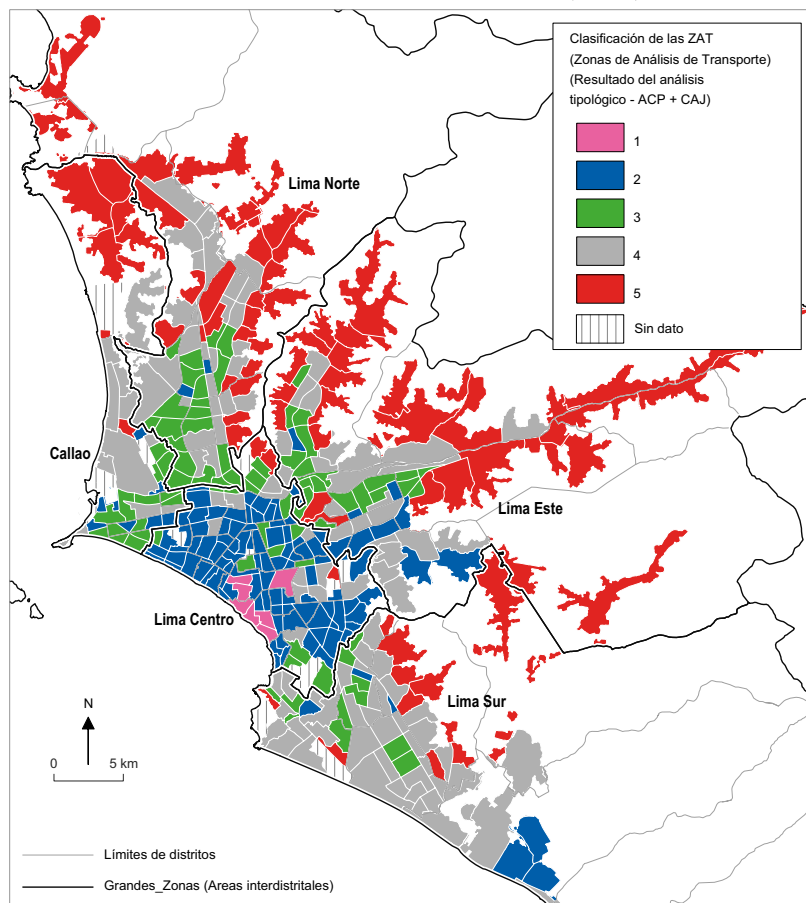 Clasificación de las ZAT
(Zonas de Análisis de Transporte)
(Resultado del análisis
tipológico - ACP + CAJ)
1
2
3
4
5
Sin dato
Lima Norte
Callao
Lima Este
Lima Centro
Lima Sur
N
0 5 km
Límites de distritos
Grandes_Zonas (Areas interdistritales)